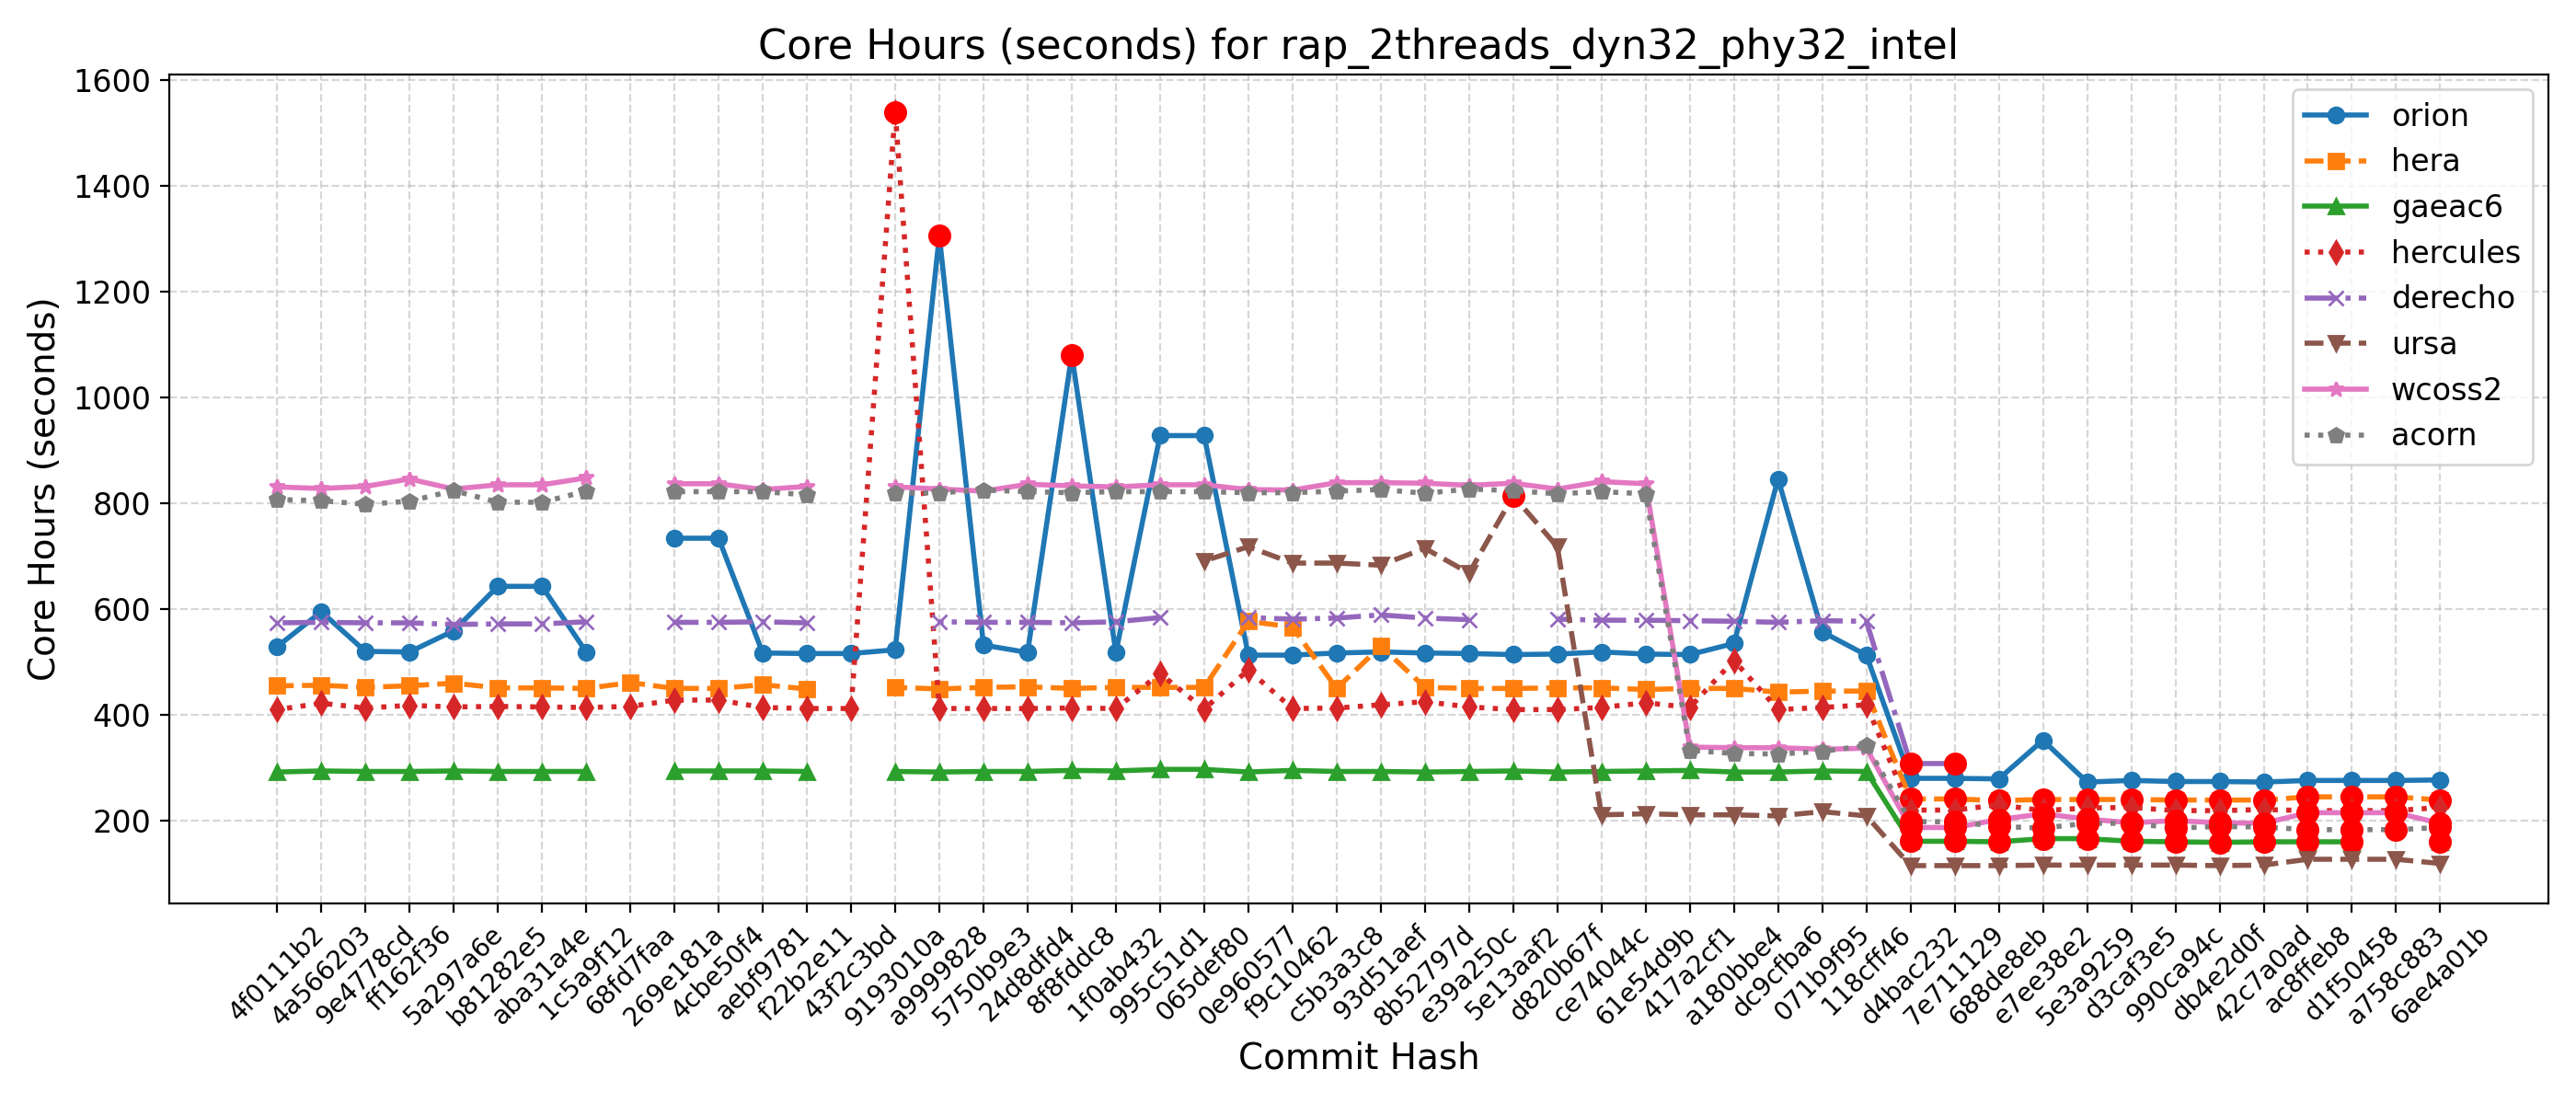 Core Hours (seconds) for rap_2threads_dyn32_phy32_intel
Core Hours (seconds)
1600
1400
1200
1000
800
600
400
200
orion
hera
gaeac6
hercules
derecho
ursa
wcoss2
acorn
4f0111b2
4a566203
9e4778cd
ff162f36
5a297a6e
b81282e5
aba31a4e
1c5a9f12
68fd7faa
269e181a
4cbe50f4
aebf9781
f22b2e11
43f2c3bd
9193010a
a9999828
5750b9e3
24d8dfd4
8f8fddc8
1f0ab432
995c51d1
065def80
0e960577
f9c10462
c5b3a3c8
93d51aef
8b52797d
e39a250c
5e13aaf2
d820b67f
ce74044c
61e54d9b
417a2cf1
a180bbe4
dc9cfba6
071b9f95
118cff46
d4bac232
7e711129
688de8eb
e7ee38e2
5e3a9259
d3caf3e5
990ca94c
db4e2d0f
42c7a0ad
ac8ffeb8
d1f50458
a758c883
6ae4a01b
Commit Hash